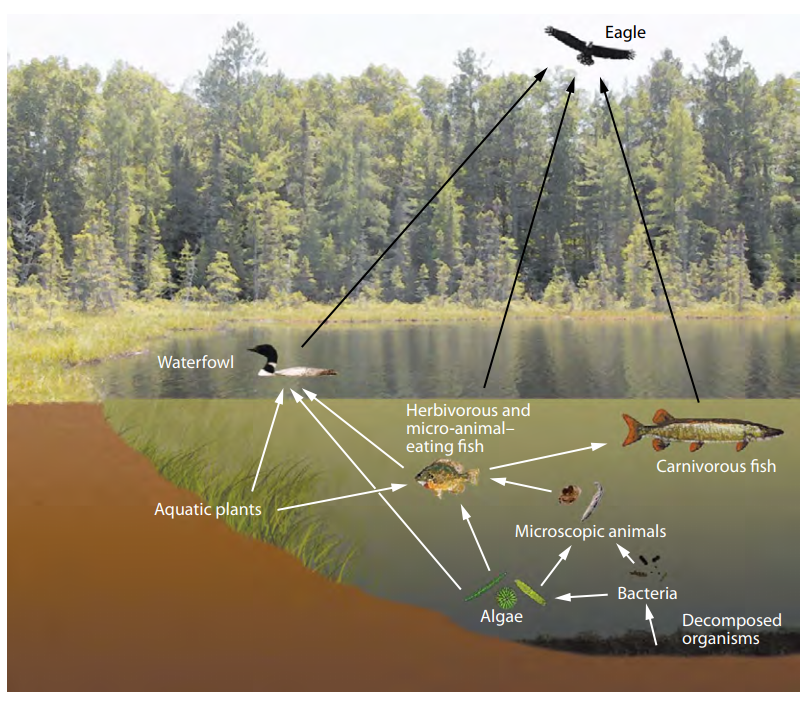 Eagle
Waterfowl
Herbivorous and
micro-animal–
eating fish
Carnivorous fish
Aquatic plants
Microscopic animals
Bacteria
Algae
Decomposed
organisms